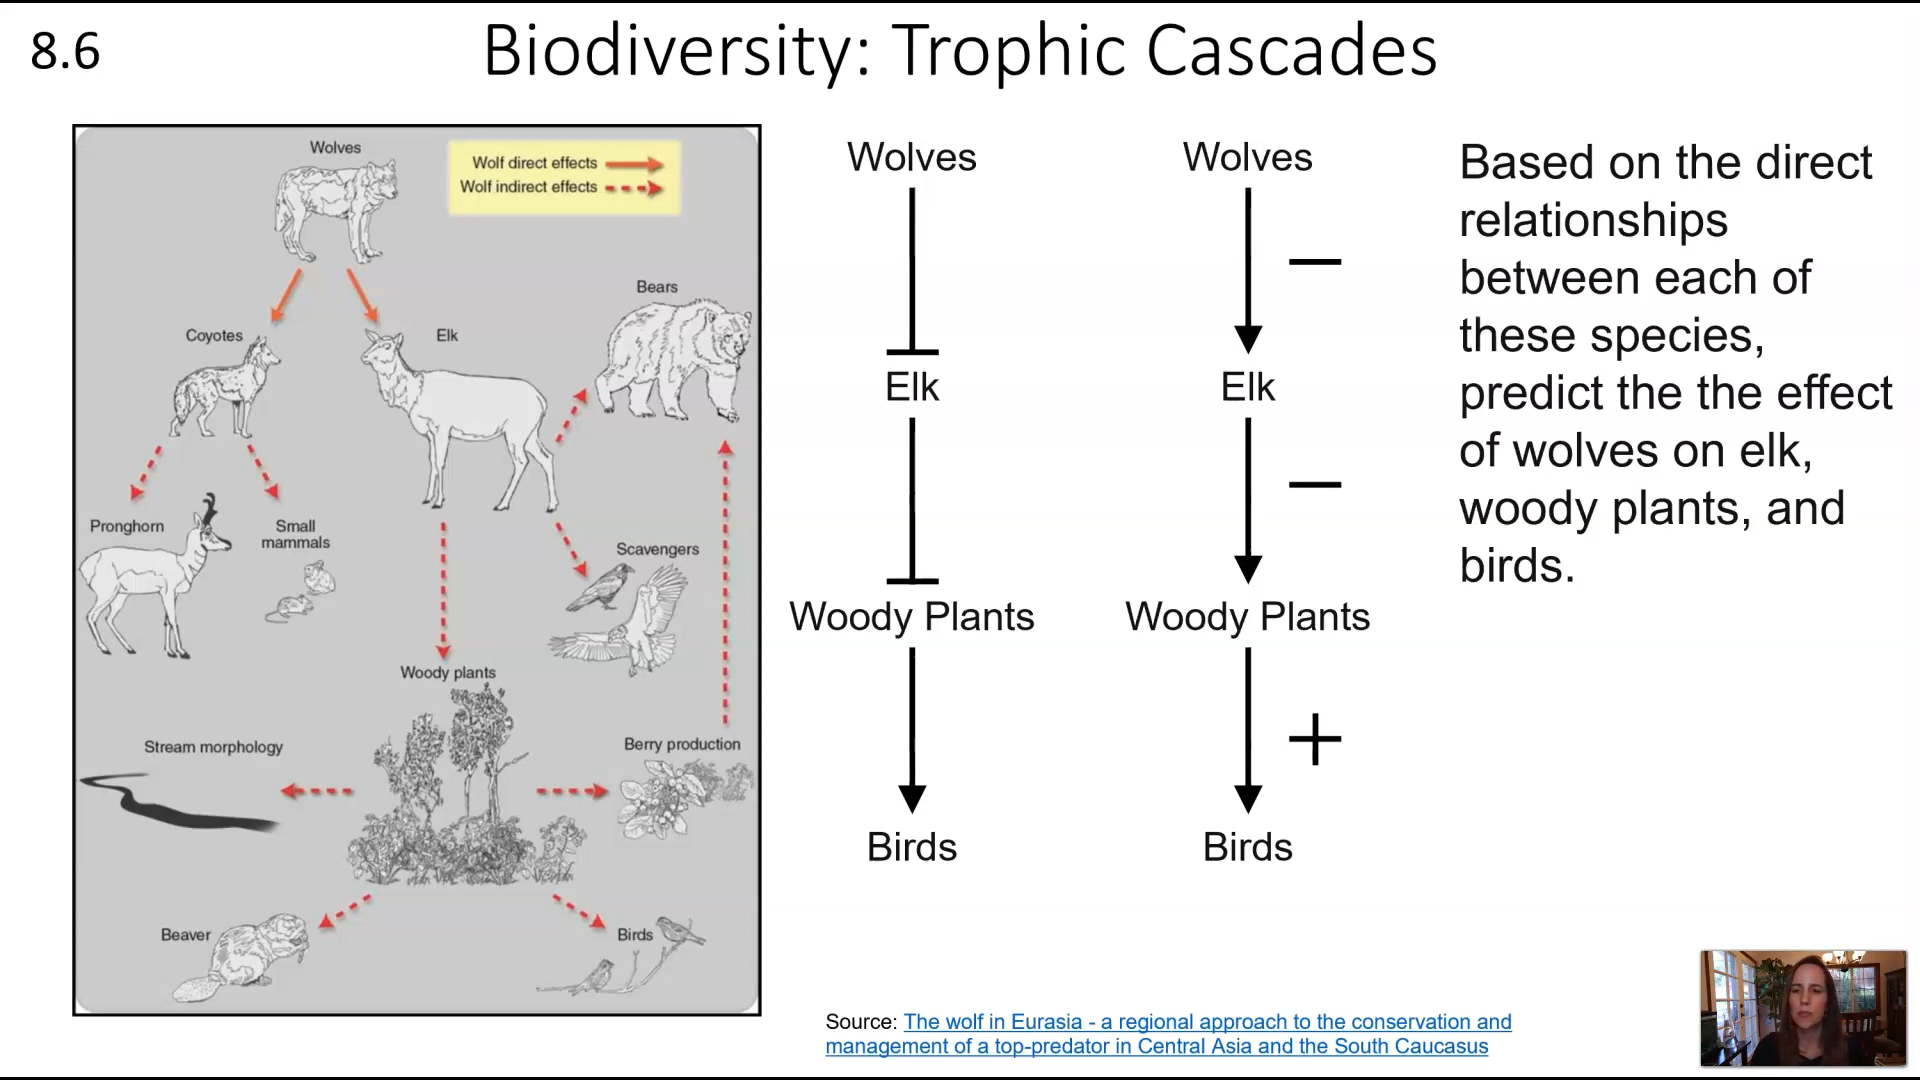 8.6
Biodiversity: Trophic Cascades
Wolves
Wolf direct effects
Wolf indirect effects
Bears
Coyotes
Elk
Pronghorn
Small
mammals
Scavengers
Woody plants
Stream morphology
Berry production
Beaver
Birds
Wolves
Elk
Woody Plants
Birds
Wolves
—
Elk
—
Woody Plants
+
Birds
Based on the direct
relationships
between each of
these species,
predict the the effect
of wolves on elk,
woody plants, and
birds.
Source: The wolf in Eurasia - a regional approach to the conservation and
management of a top-predator in Central Asia and the South Caucasus